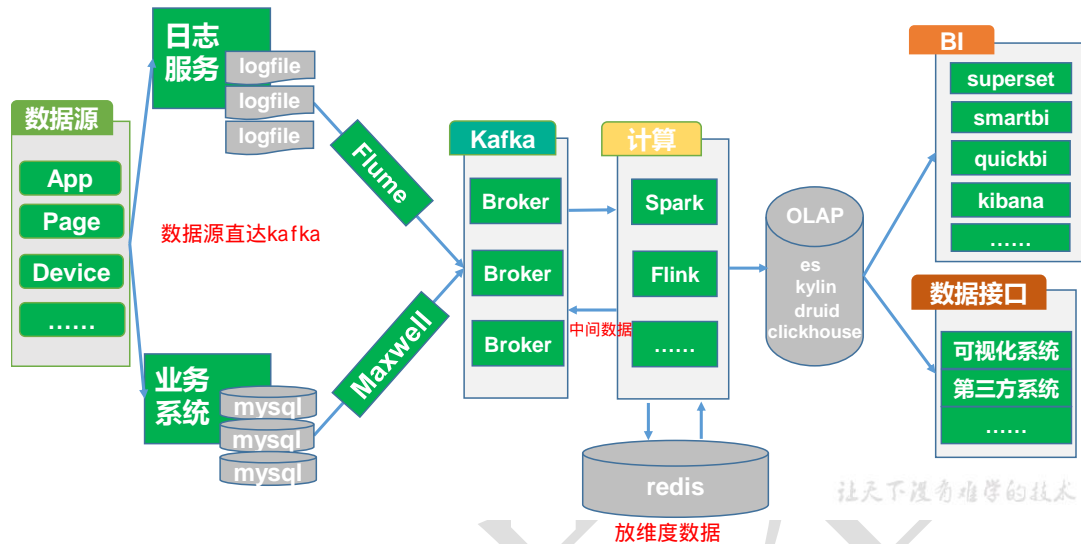 日志
服务
logfile
logfile
logfile
数据源
App
Page
Device
......
数据源直达kafka
业务
系统
mysql
mysql
mysql
Flume
Maxwell
Kafka
Broker
Broker
Broker
计算
Spark
Flink
......
中间数据
redis
放维度数据
OLAP
es
kylin
druid
clickhouse
BI
superset
smartbi
quickbi
kibana
......
数据接口
可视化系统
第三方系统
......
让天下没有难学的技术